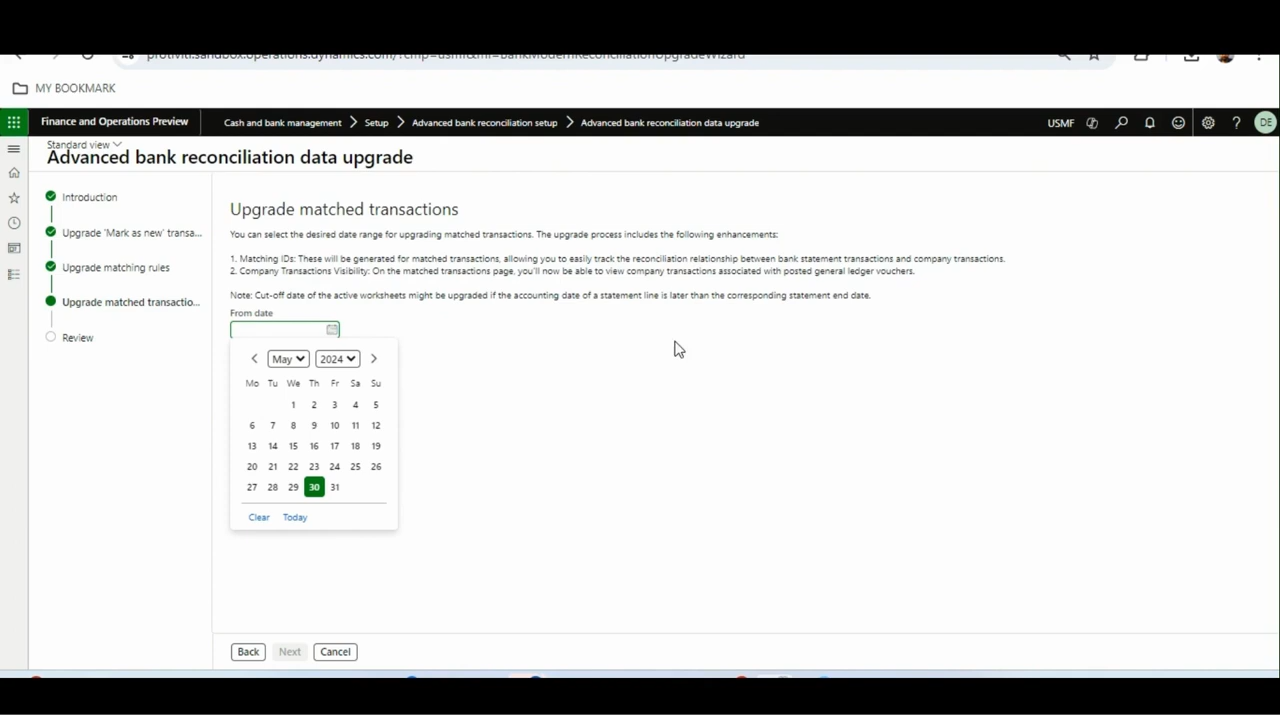 protiviti.sandbox.operations.dynamics.com/?cmp=usmf&mi=BankModernReconciliationUpgradeWizard
MY BOOKMARK
Finance and Operations Preview
Cash and bank management > Setup > Advanced bank reconciliation setup > Advanced bank reconciliation data upgrade
USMF
? DE
Standard view
Advanced bank reconciliation data upgrade
Introduction
Upgrade 'Mark as new' transa...
Upgrade matching rules
Upgrade matched transactio...
Review
Upgrade matched transactions
You can select the desired date range for upgrading matched transactions. The upgrade process includes the following enhancements:
1. Matching IDs: These will be generated for matched transactions, allowing you to easily track the reconciliation relationship between bank statement transactions and company transactions.
2. Company Transactions Visibility: On the matched transactions page, you'll now be able to view company transactions associated with posted general ledger vouchers.
Note: Cut-off date of the active worksheets might be upgraded if the accounting date of a statement line is later than the corresponding statement end date.
From date
May 2024
Mo Tu We Th Fr Sa Su
1 2 3 4 5
6 7 8 9 10 11 12
13 14 15 16 17 18 19
20 21 22 23 24 25 26
27 28 29 30 31
Clear Today
Back Next Cancel